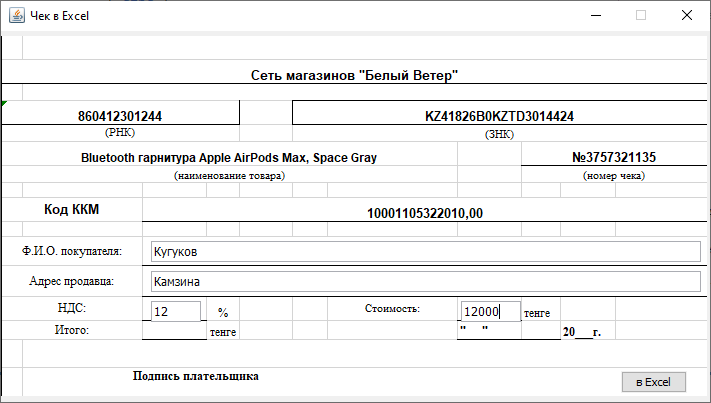 Чек в Excel
Сеть магазинов "Белый Ветер"
860412301244 KZ41826B0KZTD3014424
(РНК) (ЗНК)
Bluetooth гарнитура Apple AirPods Max, Space Gray №3757321135
(наименование товара) (номер чека)
Код ККМ 10001105322010,00
Ф.И.О. покупателя: Кугуков
Адрес продавца: Камзина
НДС: 12 % Стоимость: 12000 тенге
Итого: тенге " " 20___г.
Подпись плательщика
в Excel